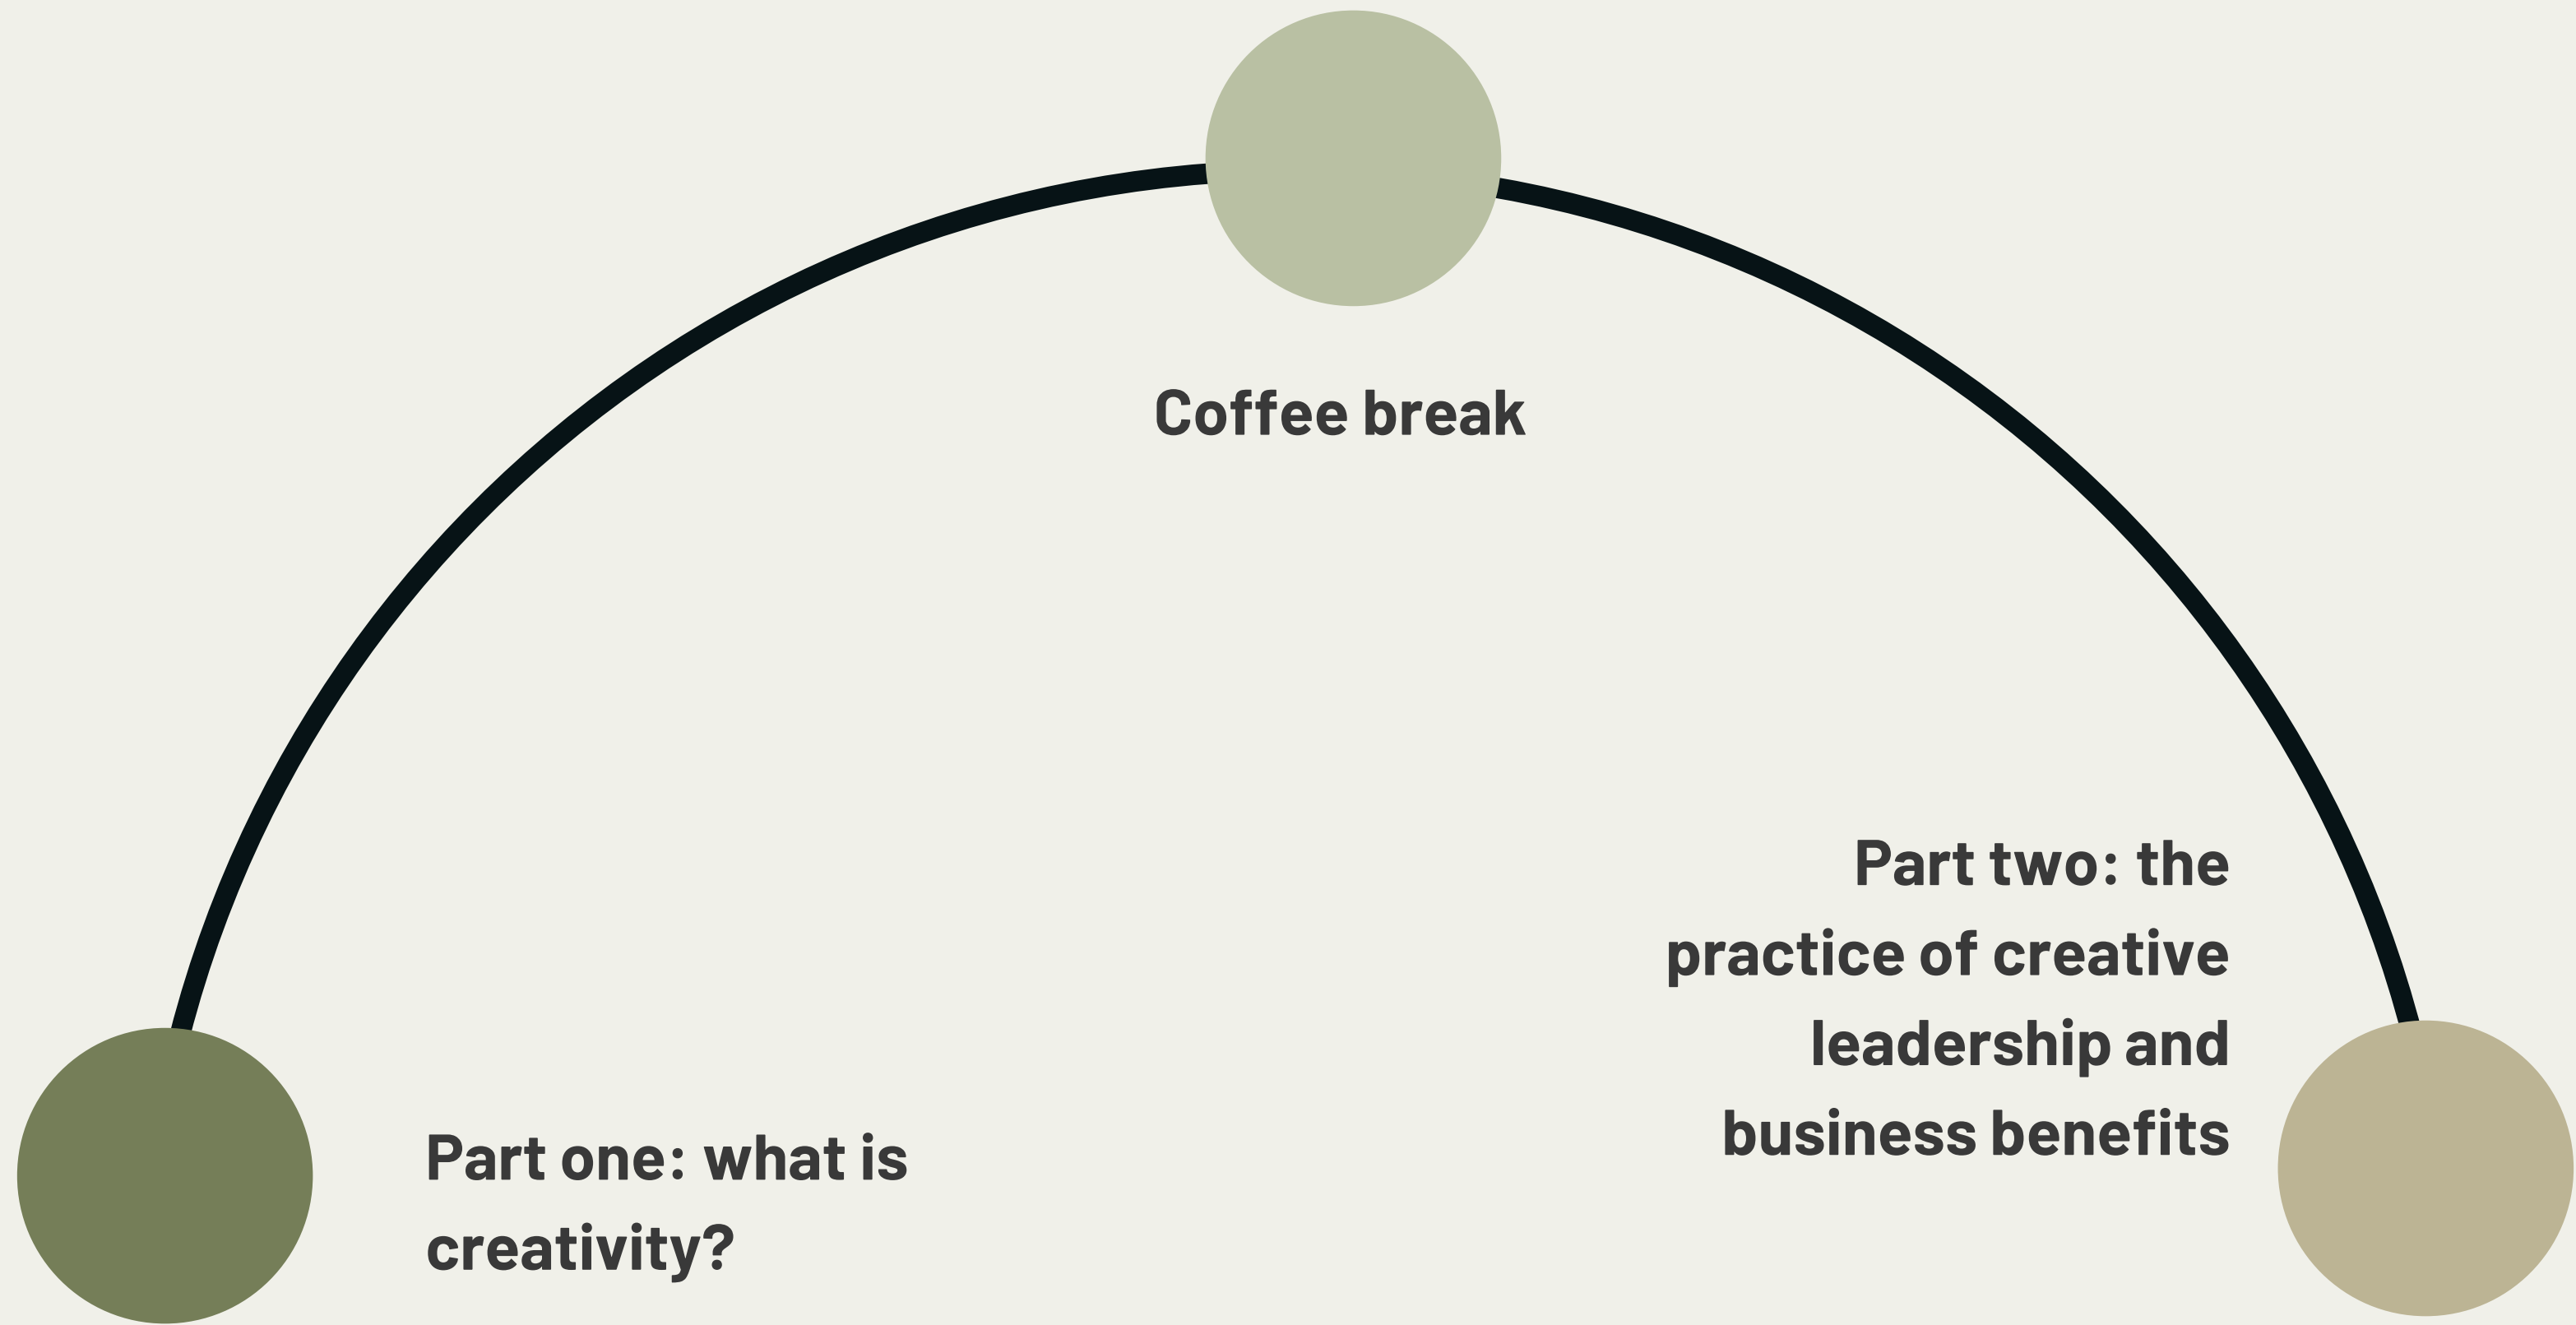 Coffee break
Part two: the
practice of creative
leadership and
business benefits
Part one: what is
creativity?